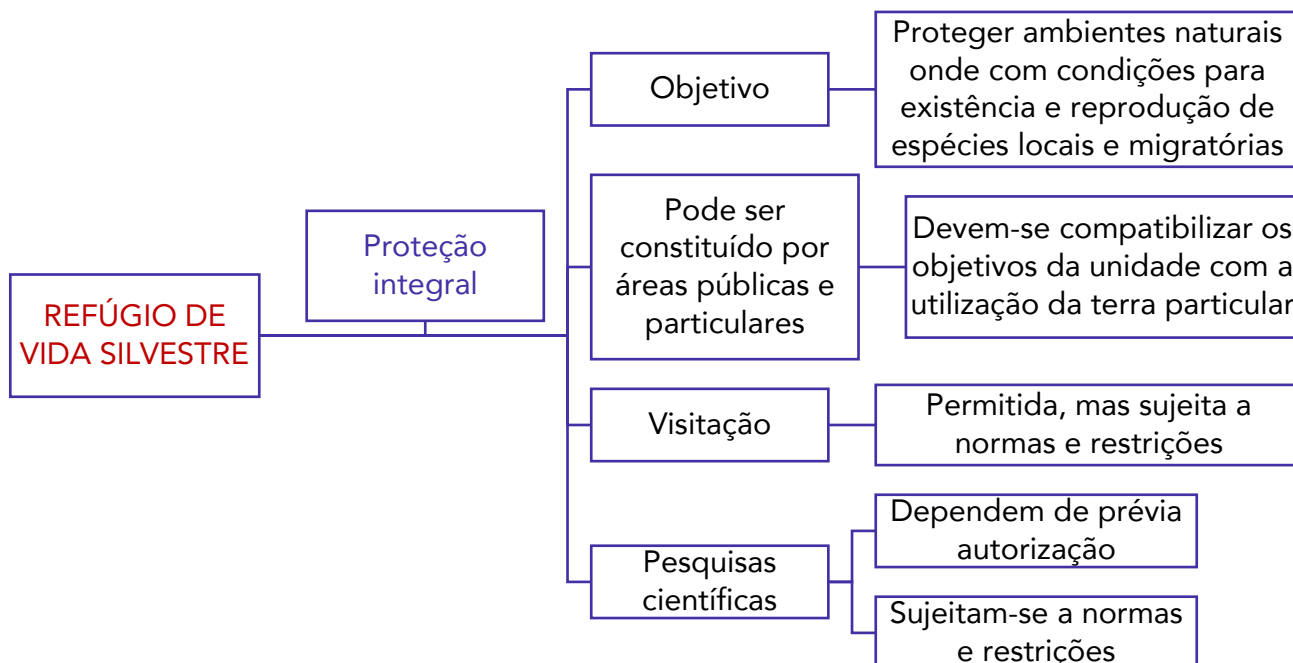 REFÚGIO DE
VIDA SILVESTRE
Proteção
integral
Objetivo
Proteger ambientes naturais
onde com condições para
existência e reprodução de
espécies locais e migratórias
Pode ser
constituído por
áreas públicas e
particulares
Devem-se compatibilizar os
objetivos da unidade com a
utilização da terra particular
Visitação
Permitida, mas sujeita a
normas e restrições
Pesquisas
científicas
Dependem de prévia
autorização
Sujeitam-se a normas
e restrições